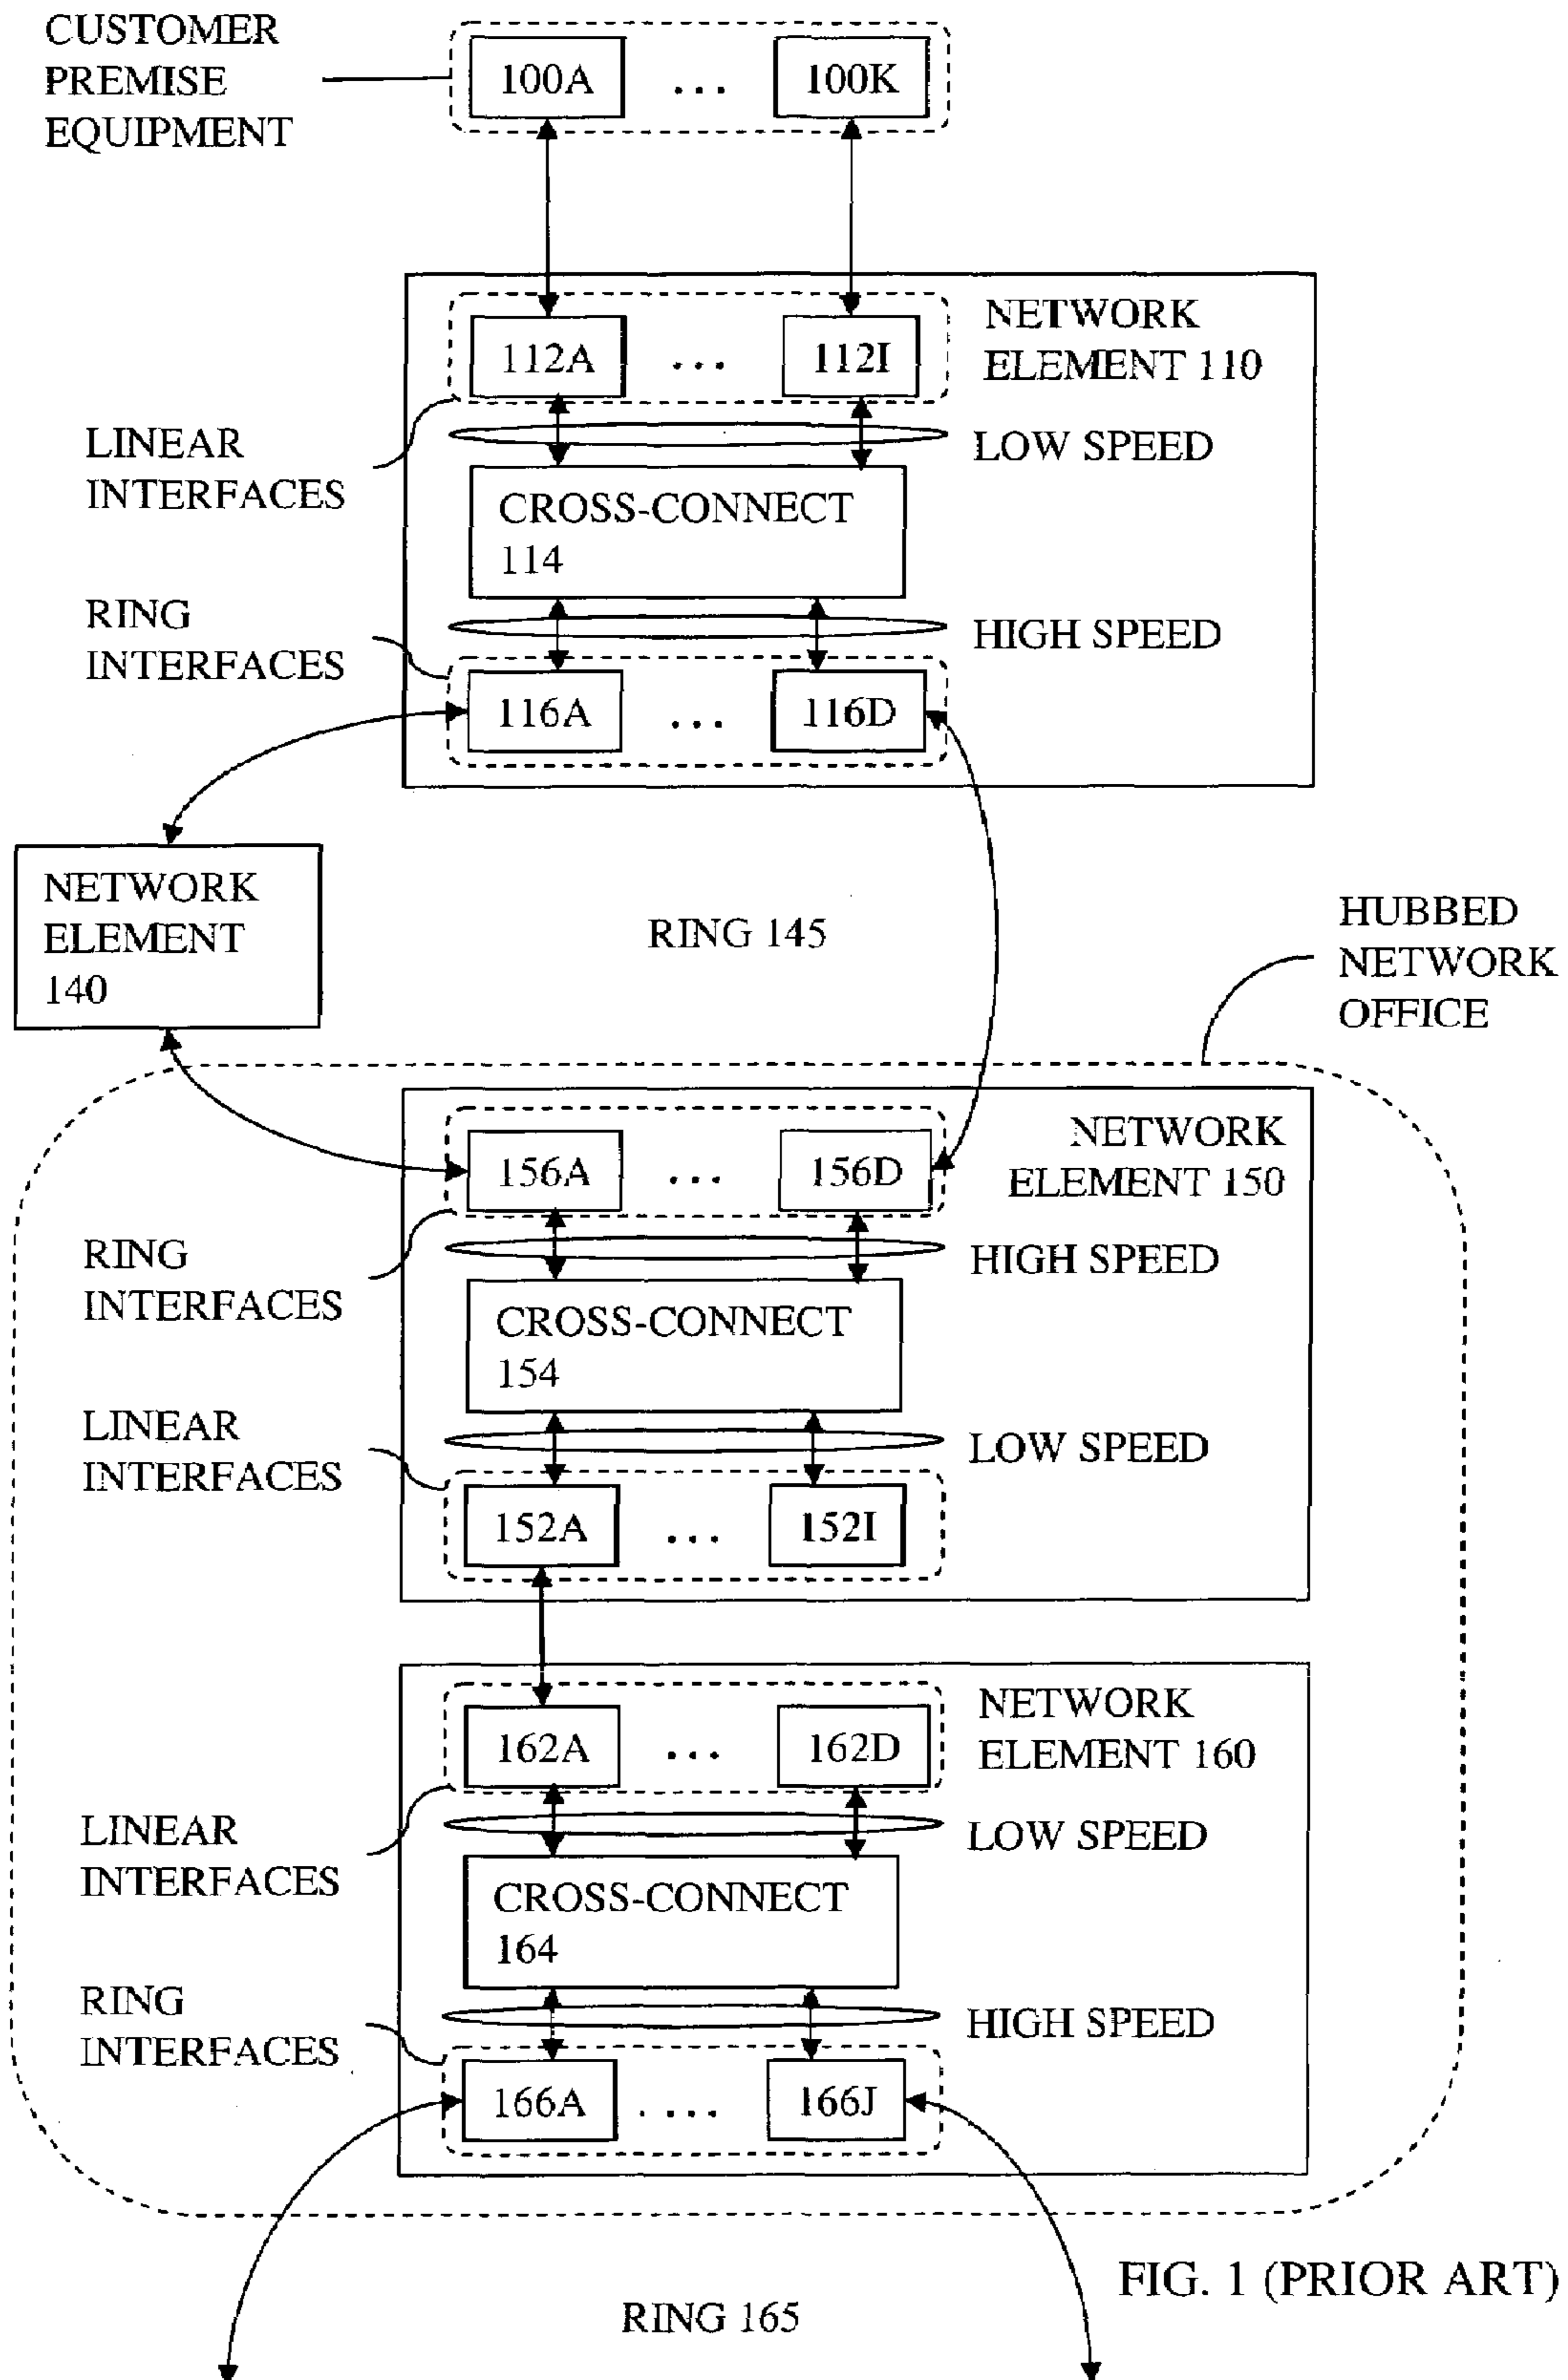 CUSTOMER
PREMISE
EQUIPMENT
100A ... 100K
112A ... 112I
NETWORK
ELEMENT 110
LINEAR
INTERFACES
LOW SPEED
CROSS-CONNECT
114
RING
INTERFACES
HIGH SPEED
116A ... 116D
NETWORK
ELEMENT
140
RING 145
HUBBED
NETWORK
OFFICE
156A ... 156D
NETWORK
ELEMENT 150
RING
INTERFACES
HIGH SPEED
CROSS-CONNECT
154
LINEAR
INTERFACES
LOW SPEED
152A ... 152I
162A ... 162D
NETWORK
ELEMENT 160
LINEAR
INTERFACES
LOW SPEED
CROSS-CONNECT
164
RING
INTERFACES
HIGH SPEED
166A .... 166J
FIG. 1 (PRIOR ART)
RING 165